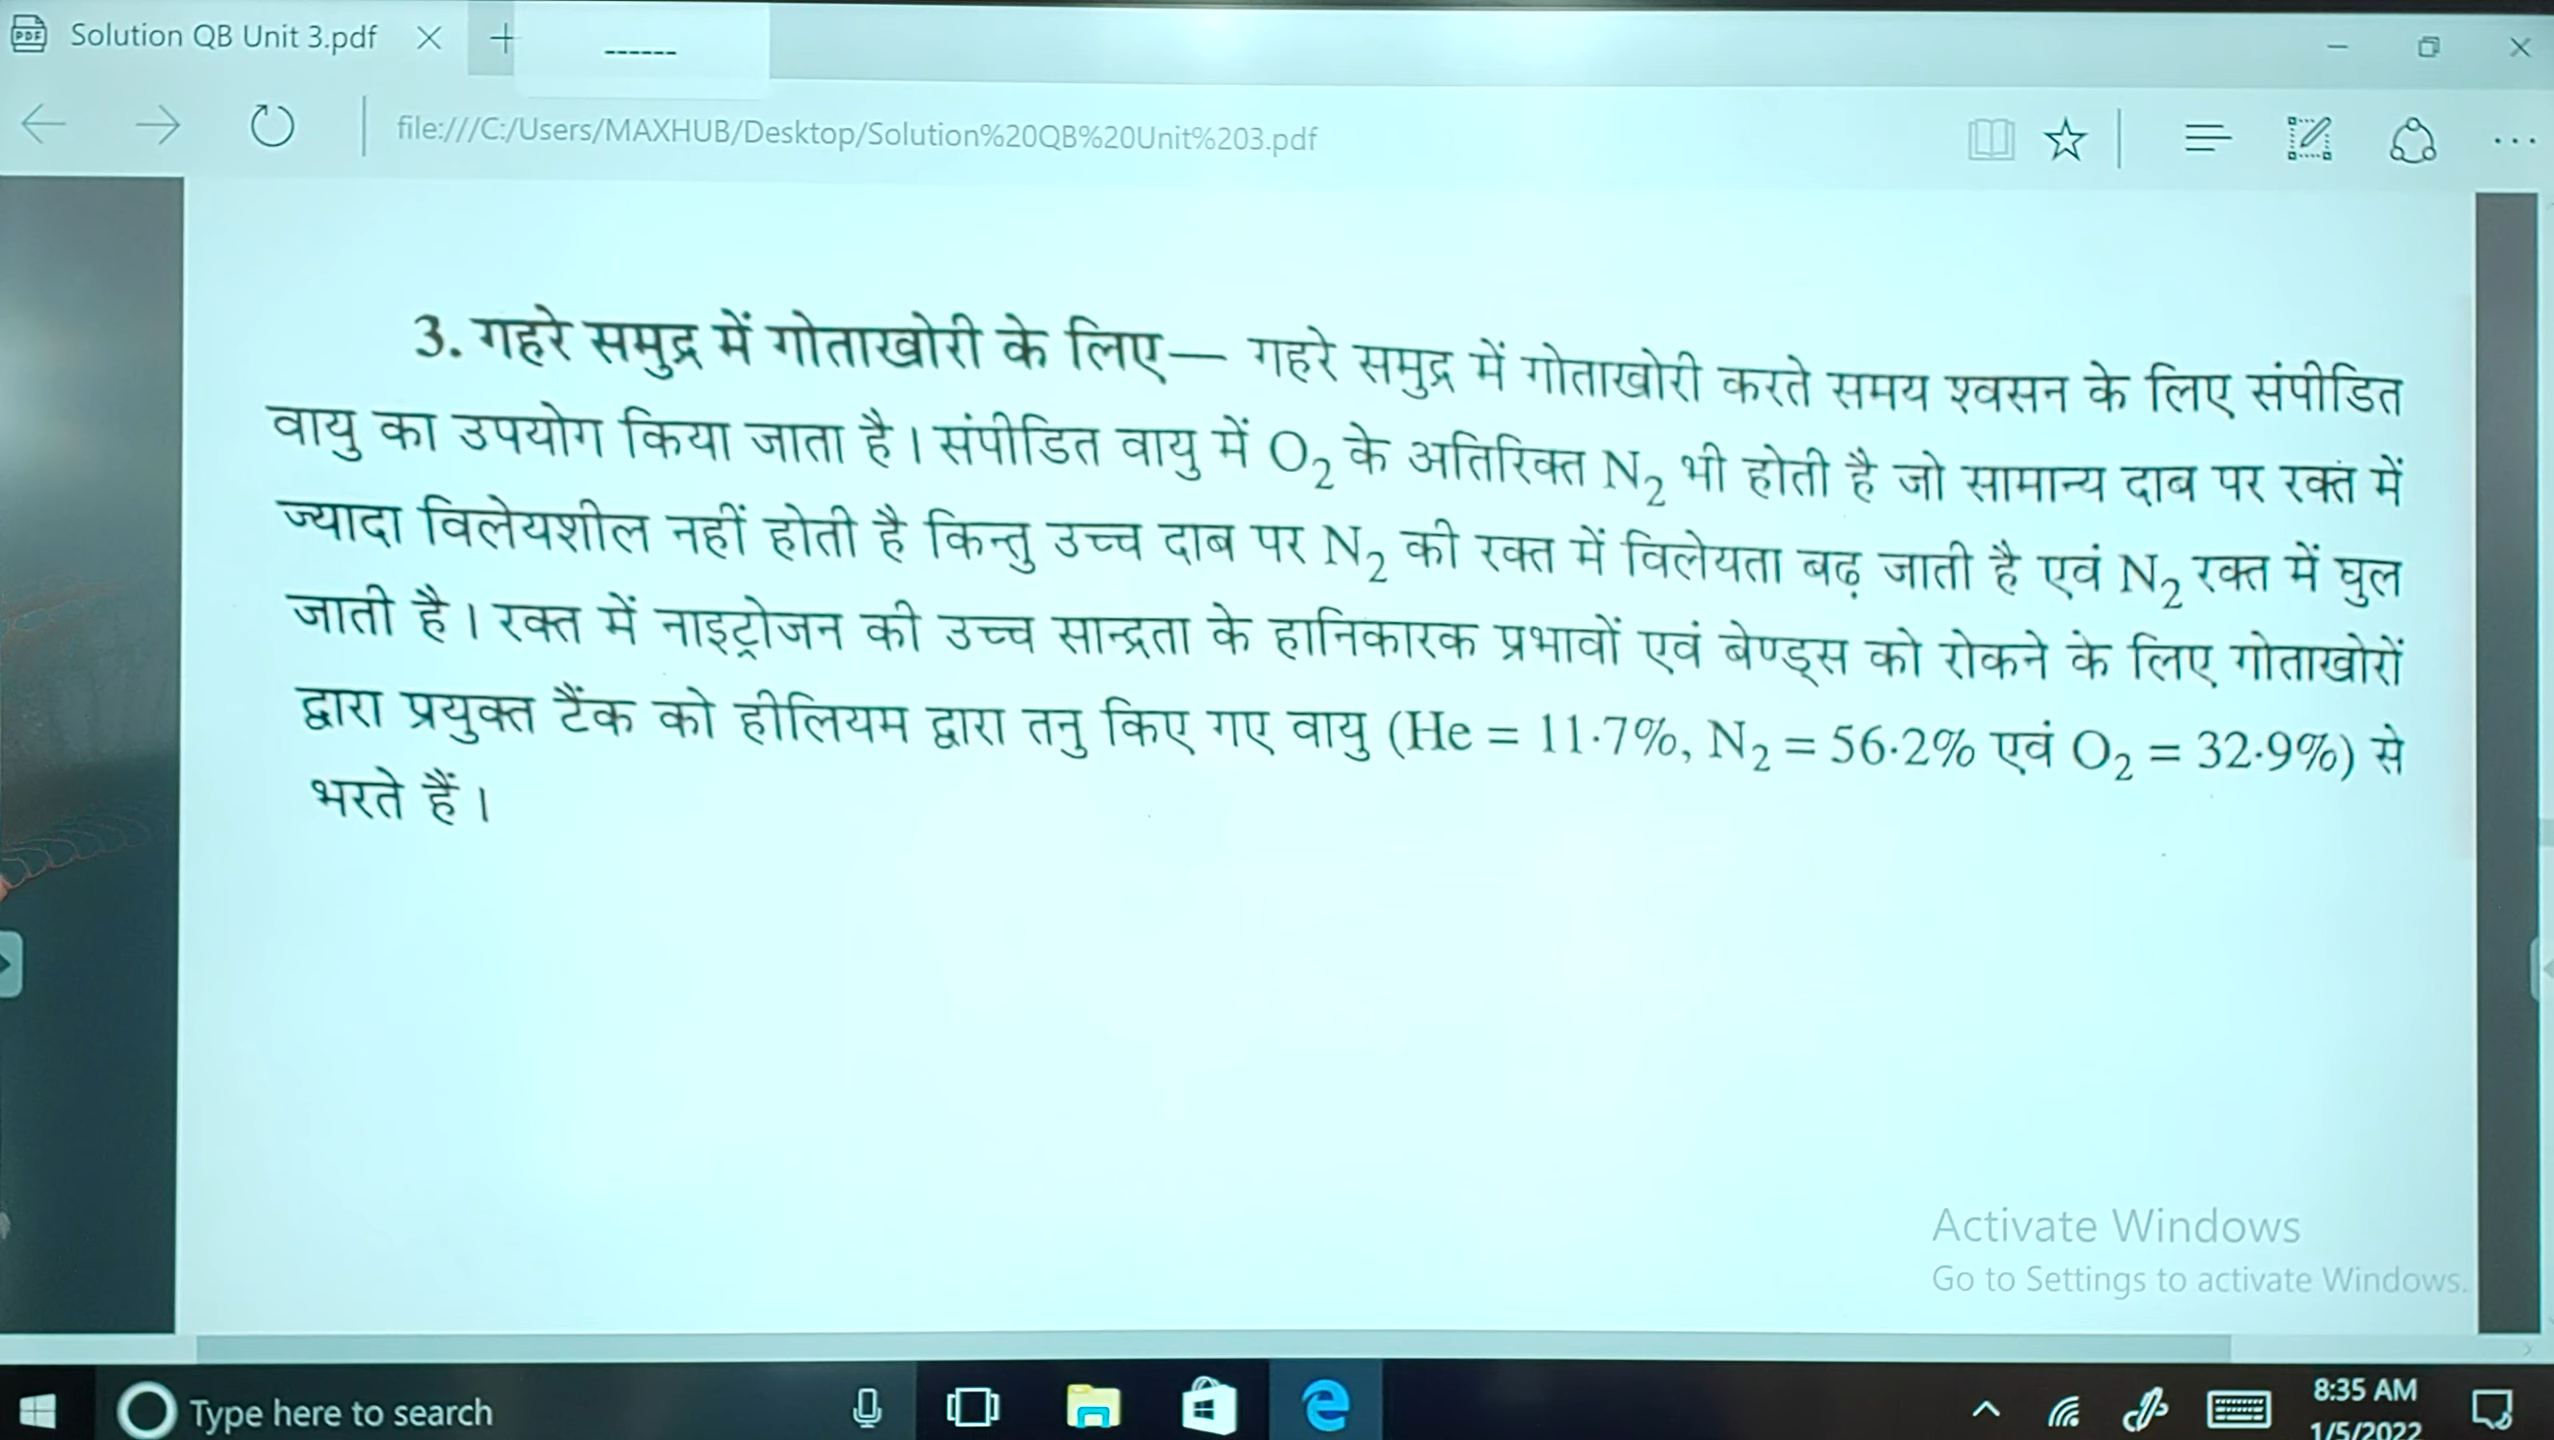 Solution QB Unit 3.pdf
------
file:///C:/Users/MAXHUB/Desktop/Solution%20QB%20Unit%203.pdf
3. गहरे समुद्र में गोताखोरी के लिए— गहरे समुद्र में गोताखोरी करते समय श्वसन के लिए संपीडित
वायु का उपयोग किया जाता है। संपीडित वायु में O₂ के अतिरिक्त N₂ भी होती है जो सामान्य दाब पर रक्त में
ज्यादा विलेयशील नहीं होती है किन्तु उच्च दाब पर N₂ की रक्त में विलेयता बढ़ जाती है एवं N₂ रक्त में घुल
जाती है। रक्त में नाइट्रोजन की उच्च सान्द्रता के हानिकारक प्रभावों एवं बेण्ड्स को रोकने के लिए गोताखोरों
द्वारा प्रयुक्त टैंक को हीलियम द्वारा तनु किए गए वायु (He = 11·7%, N₂ = 56·2% एवं O₂ = 32·9%) से
भरते हैं।
Activate Windows
Go to Settings to activate Windows.
Type here to search
8:35 AM
1/5/2022